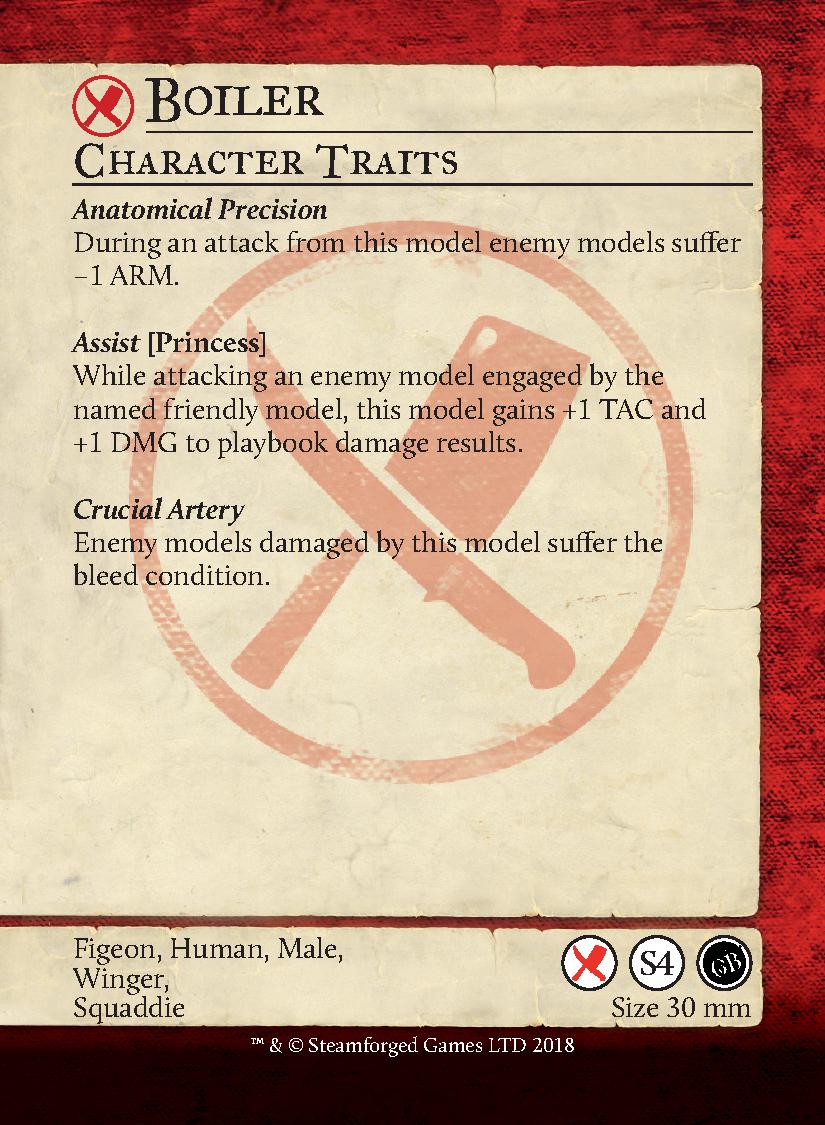 Boiler
Character Traits
Anatomical Precision
During an attack from this model enemy models suffer
–1 ARM.
Assist [Princess]
While attacking an enemy model engaged by the
named friendly model, this model gains +1 TAC and
+1 DMG to playbook damage results.
Crucial Artery
Enemy models damaged by this model suffer the
bleed condition.
Figeon, Human, Male,
Winger,
Squaddie
S4 GB
Size 30 mm
™ & © Steamforged Games LTD 2018